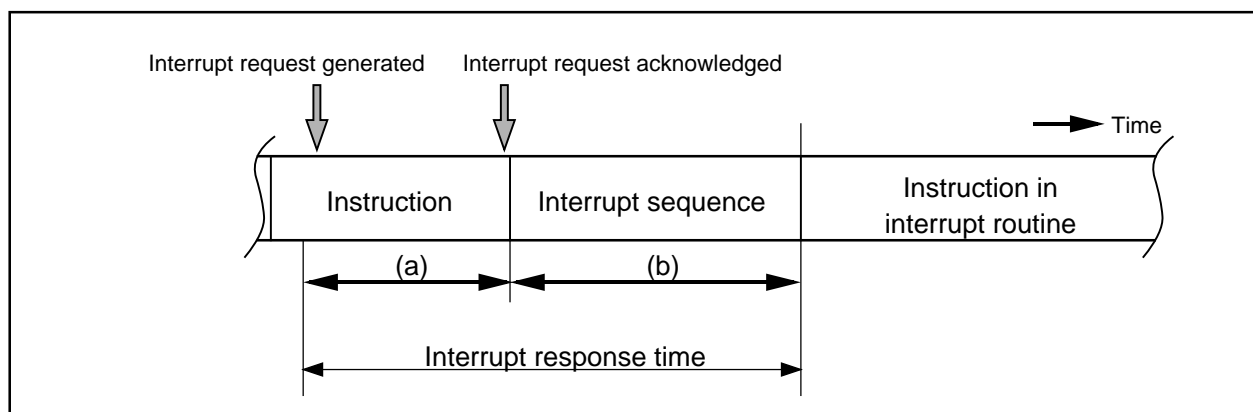 Interrupt request generated
Interrupt request acknowledged
Time
Instruction
Interrupt sequence
Instruction in
interrupt routine
(a)
(b)
Interrupt response time